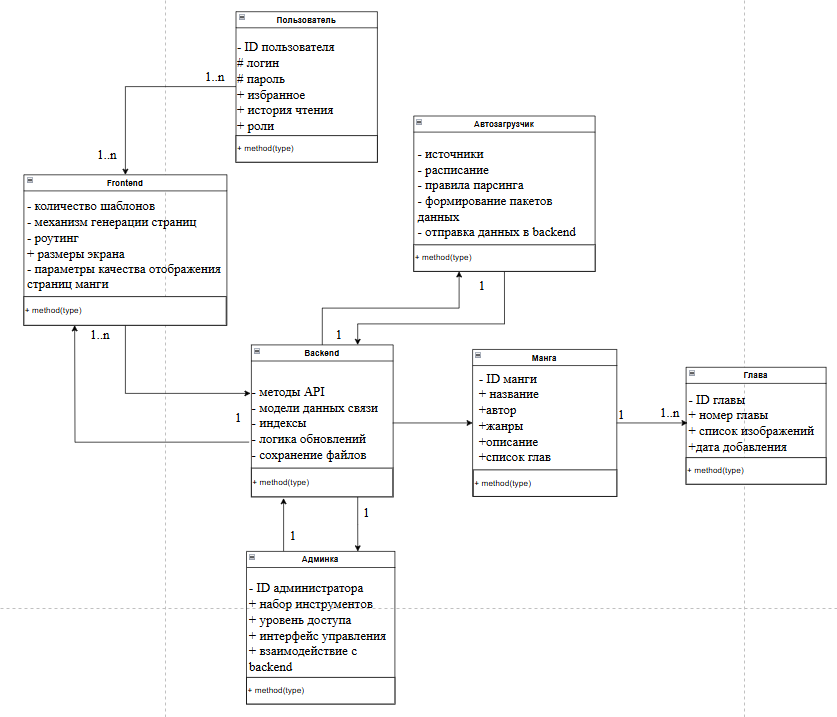 Пользователь
- ID пользователя
# логин
# пароль
+ избранное
+ история чтения
+ роли
+ method(type)
1..n
1..n
Автозагрузчик
- источники
- расписание
- правила парсинга
- формирование пакетов
данных
- отправка данных в backend
+ method(type)
Frontend
- количество шаблонов
- механизм генерации страниц
- роутинг
+ размеры экрана
- параметры качества отображения
страниц манги
+ method(type)
1..n
1
1
1
Backend
- методы API
- модели данных связи
- индексы
- логика обновлений
- сохранение файлов
+ method(type)
Манга
- ID манги
+ название
+автор
+жанры
+описание
+список глав
+ method(type)
1
1..n
Глава
- ID главы
+ номер главы
+ список изображений
+дата добавления
+ method(type)
1
1
Админка
- ID администратора
+ набор инструментов
+ уровень доступа
+ интерфейс управления
+ взаимодействие с
backend
+ method(type)